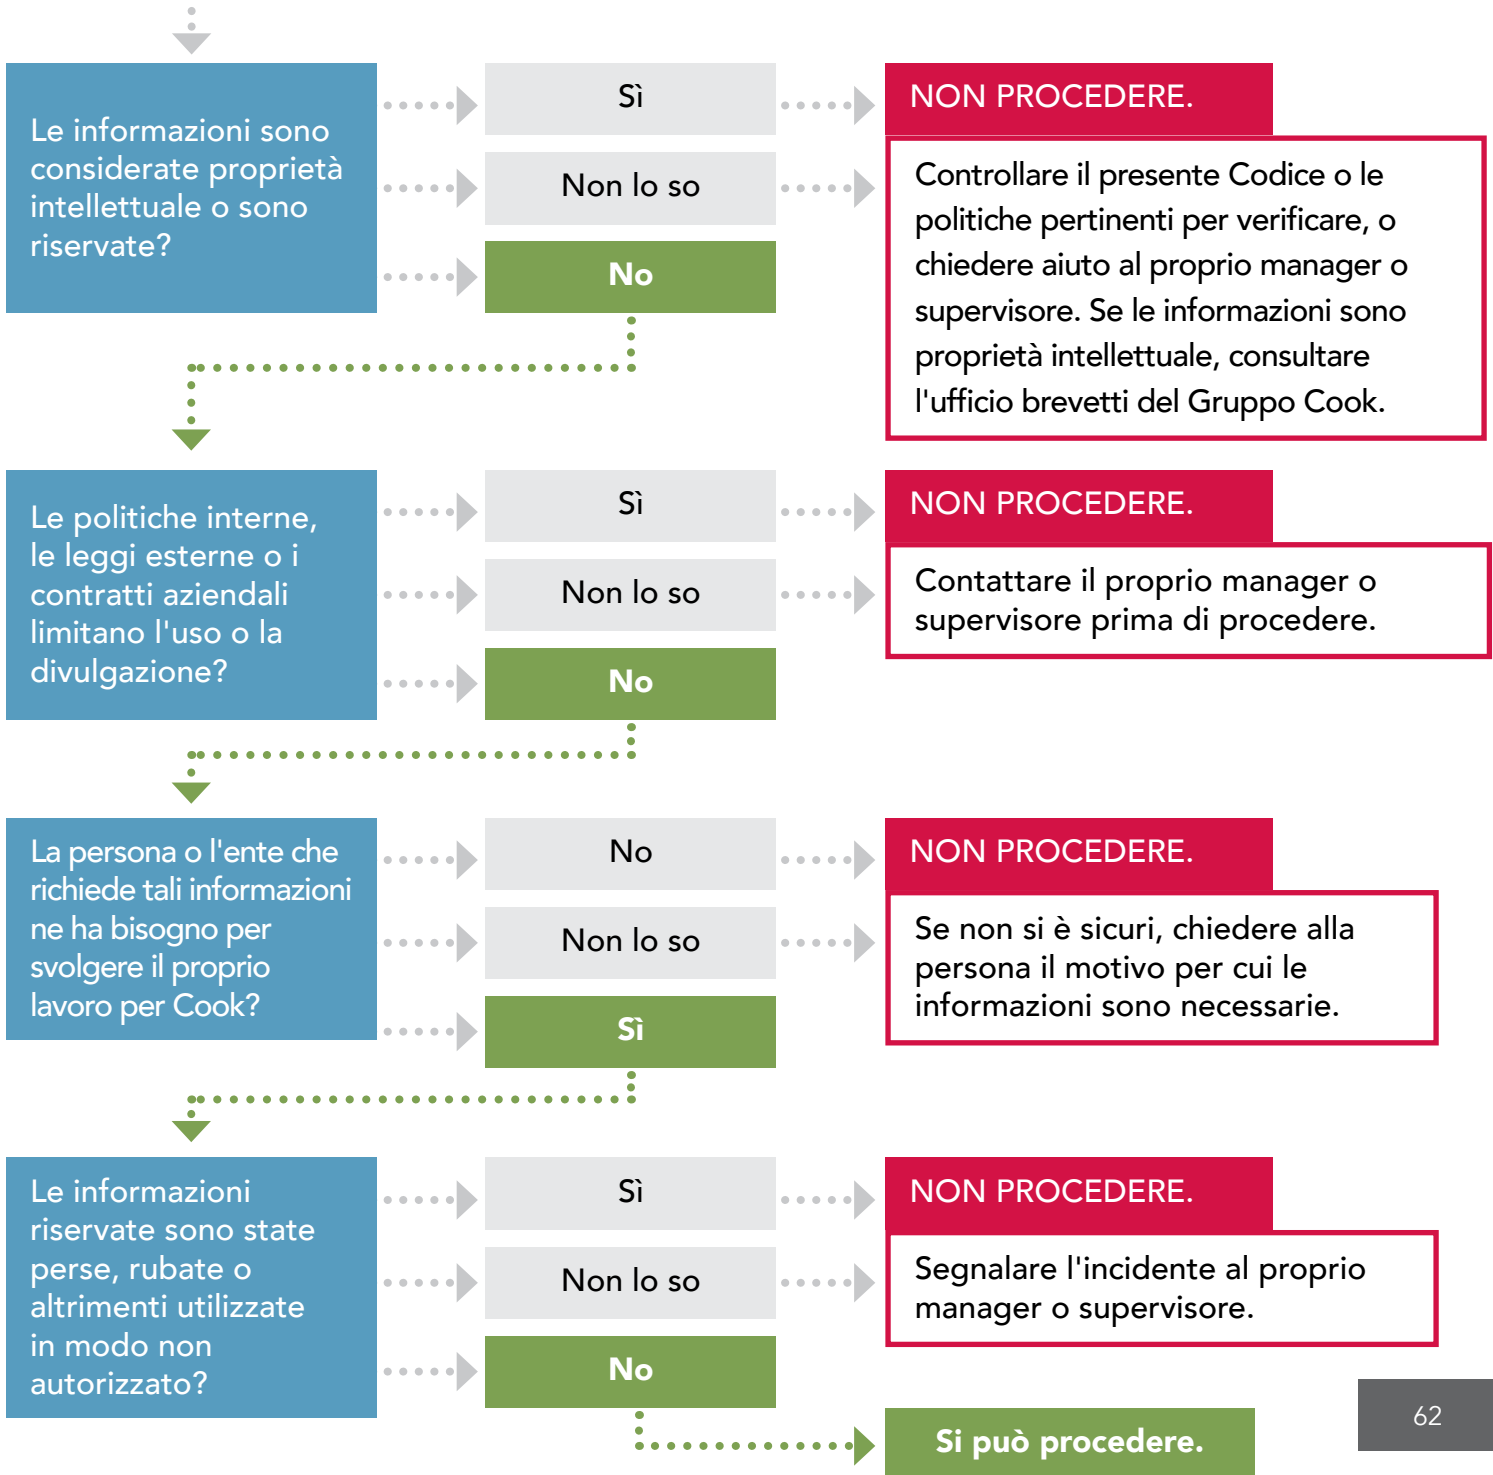 Le informazioni sono
considerate proprietà
intellettuale o sono
riservate?
Sì
Non lo so
No
NON PROCEDERE.
Controllare il presente Codice o le
politiche pertinenti per verificare, o
chiedere aiuto al proprio manager o
supervisore. Se le informazioni sono
proprietà intellettuale, consultare
l'ufficio brevetti del Gruppo Cook.
Le politiche interne,
le leggi esterne o i
contratti aziendali
limitano l'uso o la
divulgazione?
Sì
Non lo so
No
NON PROCEDERE.
Contattare il proprio manager o
supervisore prima di procedere.
La persona o l'ente che
richiede tali informazioni
ne ha bisogno per
svolgere il proprio
lavoro per Cook?
No
Non lo so
Sì
NON PROCEDERE.
Se non si è sicuri, chiedere alla
persona il motivo per cui le
informazioni sono necessarie.
Le informazioni
riservate sono state
perse, rubate o
altrimenti utilizzate
in modo non
autorizzato?
Sì
Non lo so
No
NON PROCEDERE.
Segnalare l'incidente al proprio
manager o supervisore.
Si può procedere.
62